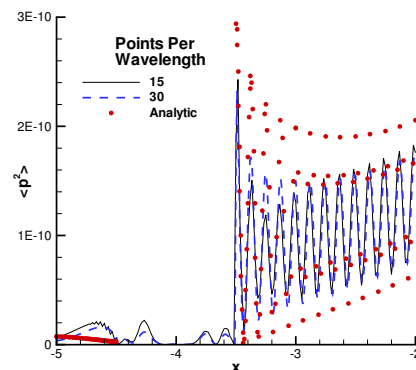 3E-10
Points Per
Wavelength
15
30
Analytic
2E-10
<p²>
1E-10
0
-5
-4
-3
-2
X